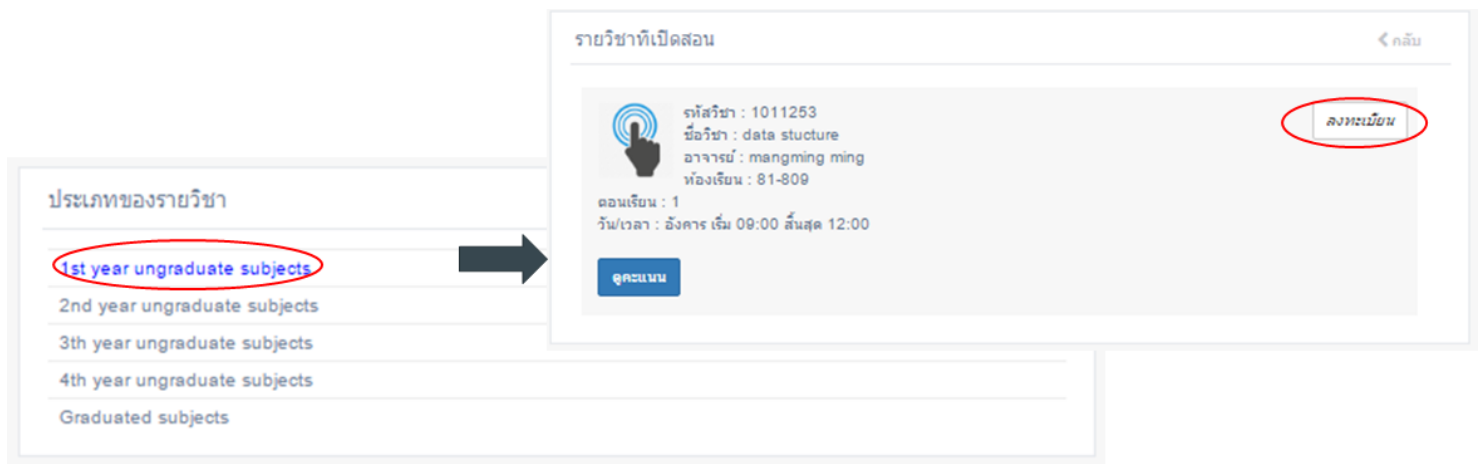 ประเภทของรายวิชา
1st year ungraduate subjects
2nd year ungraduate subjects
3th year ungraduate subjects
4th year ungraduate subjects
Graduated subjects
รายวิชาที่เปิดสอน
กลับ
รหัสวิชา : 1011253
ลงทะเบียน
ชื่อวิชา : data stucture
อาจารย์ : mangming ming
ห้องเรียน : 81-809
ตอนเรียน : 1
วัน/เวลา : อังคาร เริ่ม 09:00 สิ้นสุด 12:00
ดูคะแนน